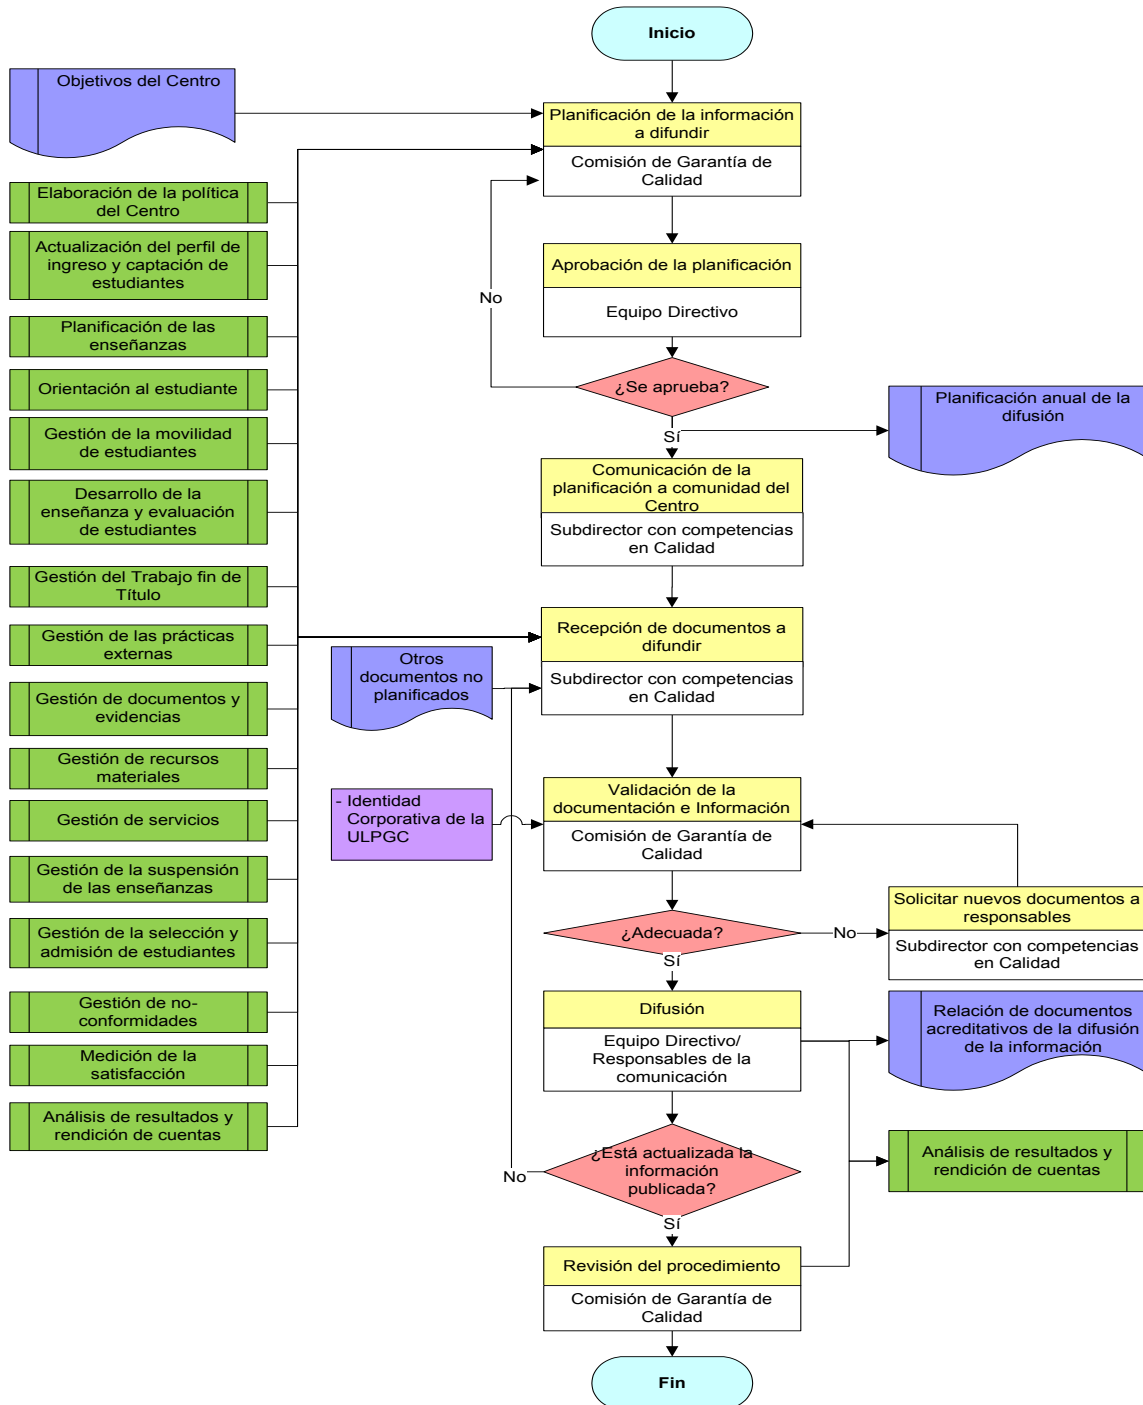 Inicio
Objetivos del Centro
Planificación de la información
a difundir
Comisión de Garantía de
Calidad
Elaboración de la política
del Centro
Actualización del perfil de
ingreso y captación de
estudiantes
Aprobación de la planificación
Equipo Directivo
No
Planificación de las
enseñanzas
¿Se aprueba?
Orientación al estudiante
Planificación anual de la
difusión
Sí
Gestión de la movilidad
de estudiantes
Comunicación de la
planificación a comunidad del
Centro
Subdirector con competencias
en Calidad
Desarrollo de la
enseñanza y evaluación
de estudiantes
Gestión del Trabajo fin de
Título
Recepción de documentos a
difundir
Subdirector con competencias
en Calidad
Gestión de las prácticas
externas
Otros
documentos no
planificados
Gestión de documentos y
evidencias
Gestión de recursos
materiales
Validación de la
documentación e Información
Comisión de Garantía de
Calidad
- Identidad
Corporativa de la
ULPGC
Gestión de servicios
Gestión de la suspensión
de las enseñanzas
Solicitar nuevos documentos a
responsables
Subdirector con competencias
en Calidad
Gestión de la selección y
admisión de estudiantes
¿Adecuada?
No
Sí
Gestión de no-
conformidades
Difusión
Equipo Directivo/
Responsables de la
comunicación
Relación de documentos
acreditativos de la difusión
de la información
Medición de la
satisfacción
Análisis de resultados y
rendición de cuentas
¿Está actualizada la
información
publicada?
No
Análisis de resultados y
rendición de cuentas
Sí
Revisión del procedimiento
Comisión de Garantía de
Calidad
Fin